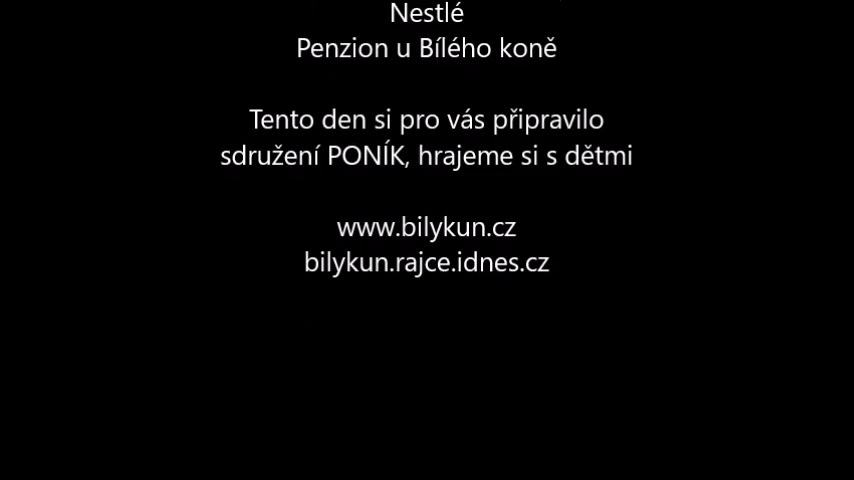 Nestlé
Penzion u Bílého koně
Tento den si pro vás připravilo
sdružení PONÍK, hrajeme si s dětmi
www.bilykun.cz
bilykun.rajce.idnes.cz